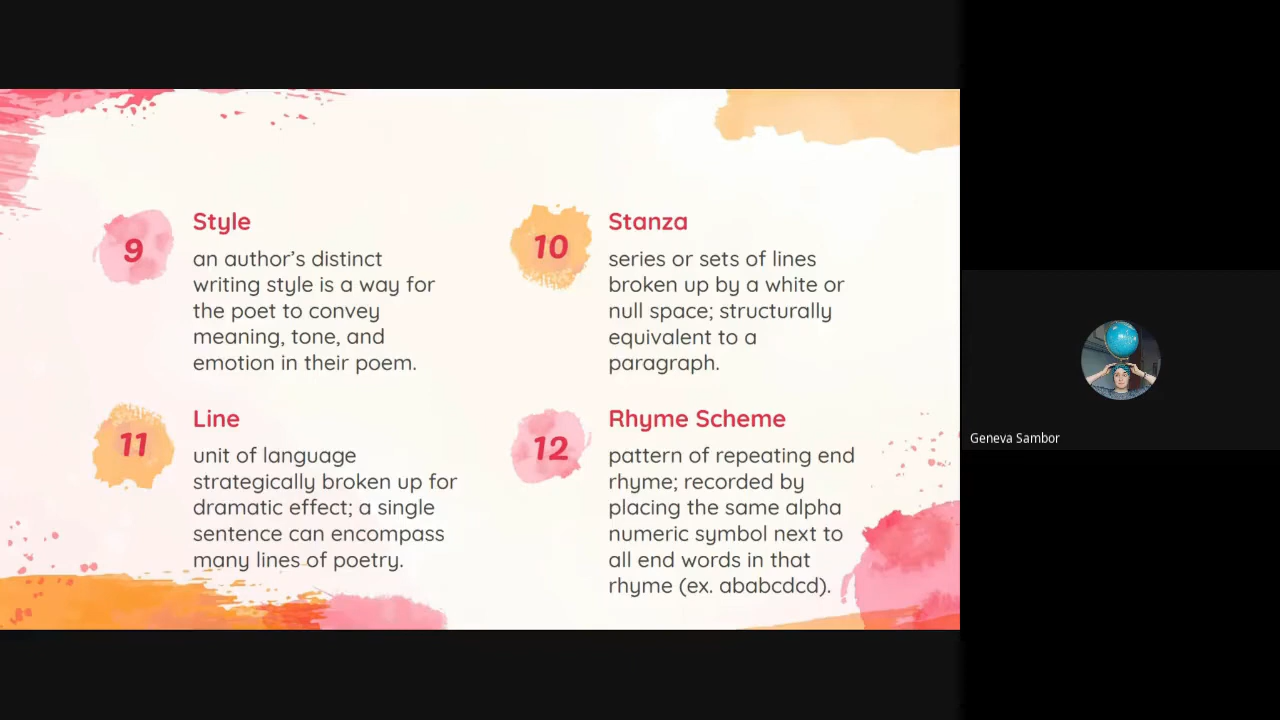 9
Style
an author's distinct
writing style is a way for
the poet to convey
meaning, tone, and
emotion in their poem.
10
Stanza
series or sets of lines
broken up by a white or
null space; structurally
equivalent to a
paragraph.
11
Line
unit of language
strategically broken up for
dramatic effect; a single
sentence can encompass
many lines of poetry.
12
Rhyme Scheme
pattern of repeating end
rhyme; recorded by
placing the same alpha
numeric symbol next to
all end words in that
rhyme (ex. ababcdcd).
Geneva Sambor